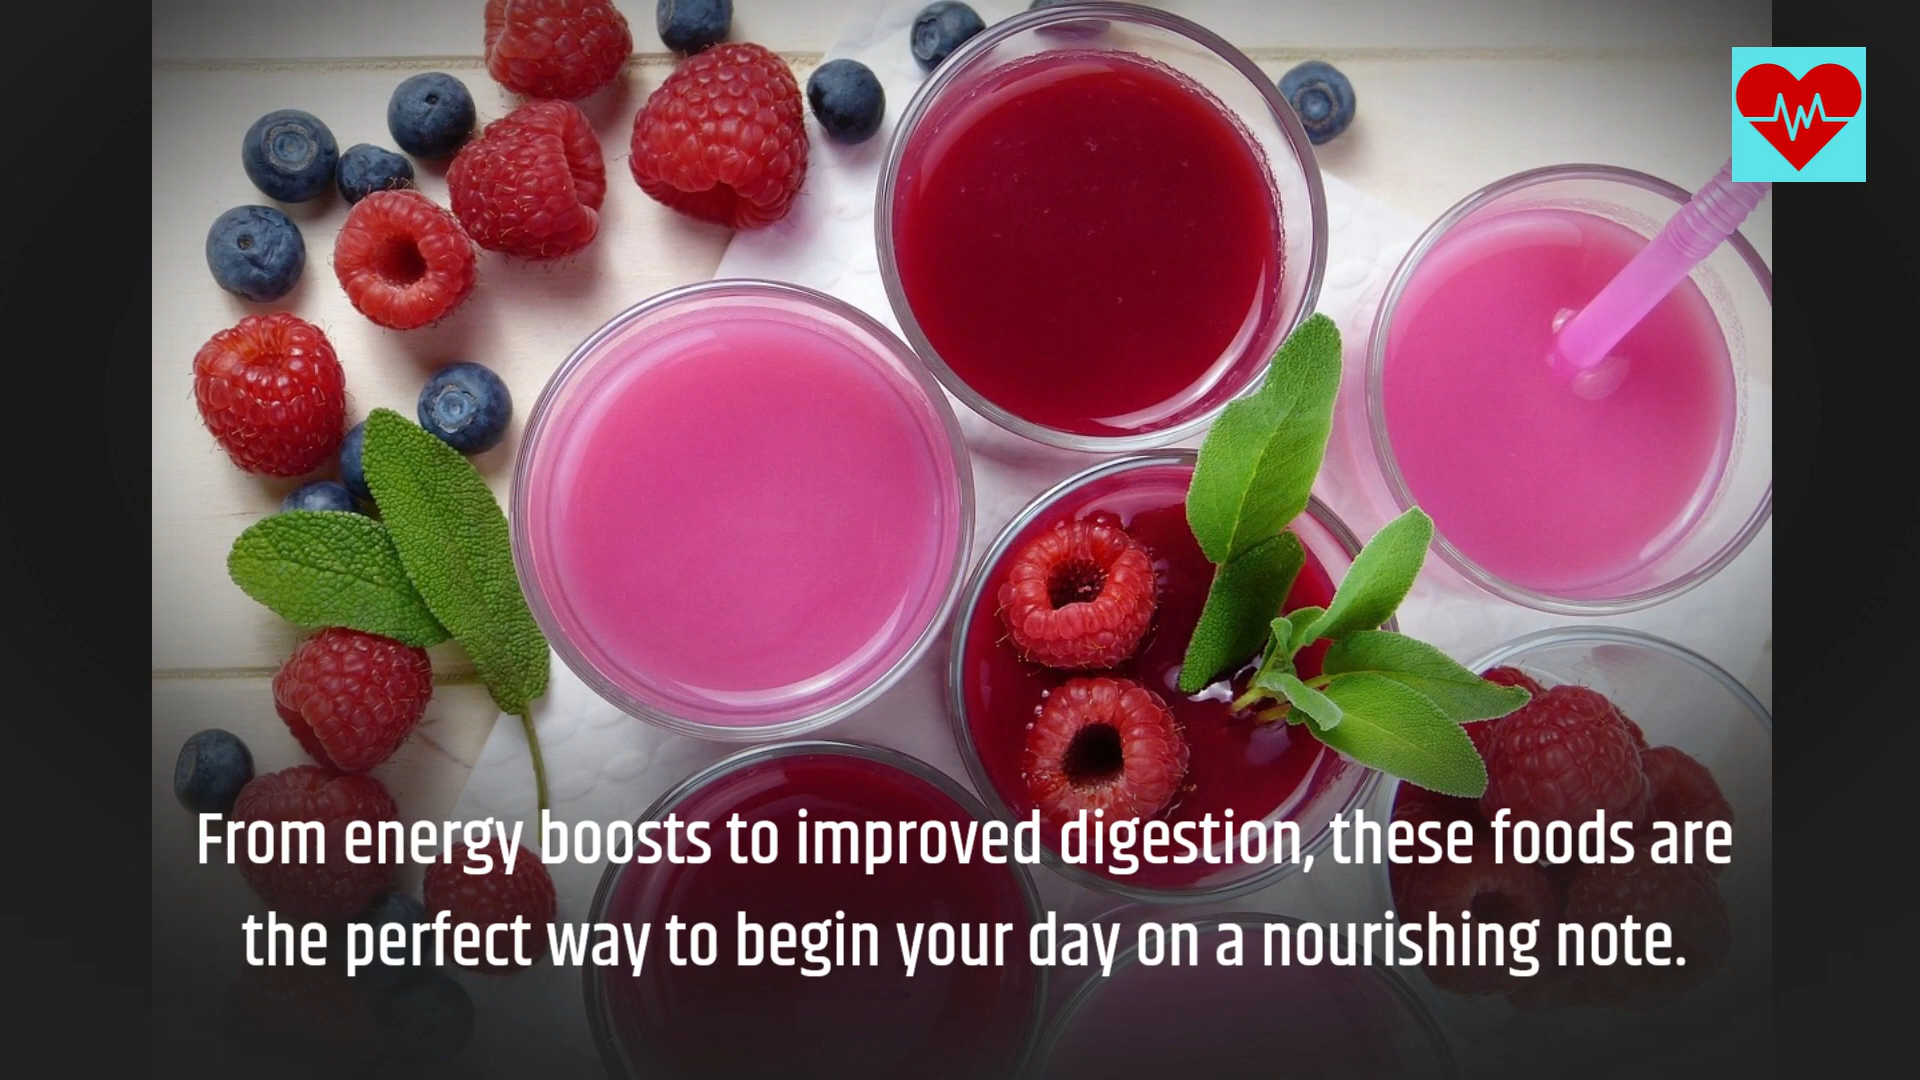 From energy boosts to improved digestion, these foods are
the perfect way to begin your day on a nourishing note.